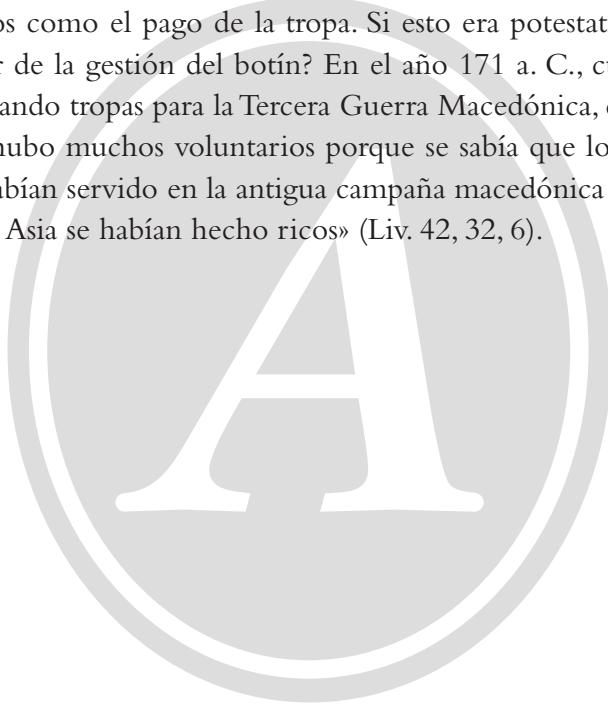 os como el pago de la tropa. Si esto era potestat
r de la gestión del botín? En el año 171 a. C., c
ando tropas para la Tercera Guerra Macedónica,
hubo muchos voluntarios porque se sabía que lo
abían servido en la antigua campaña macedónica
Asia se habían hecho ricos» (Liv. 42, 32, 6).
A